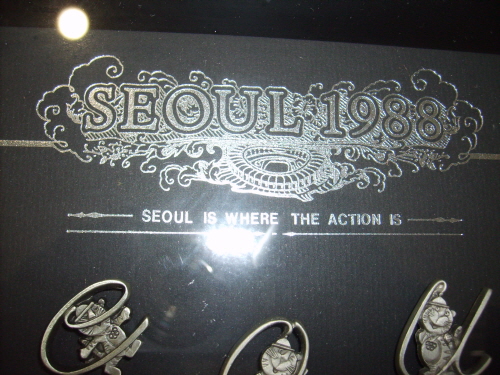 SEOUL 1988
SEOUL IS WHERE THE ACTION IS